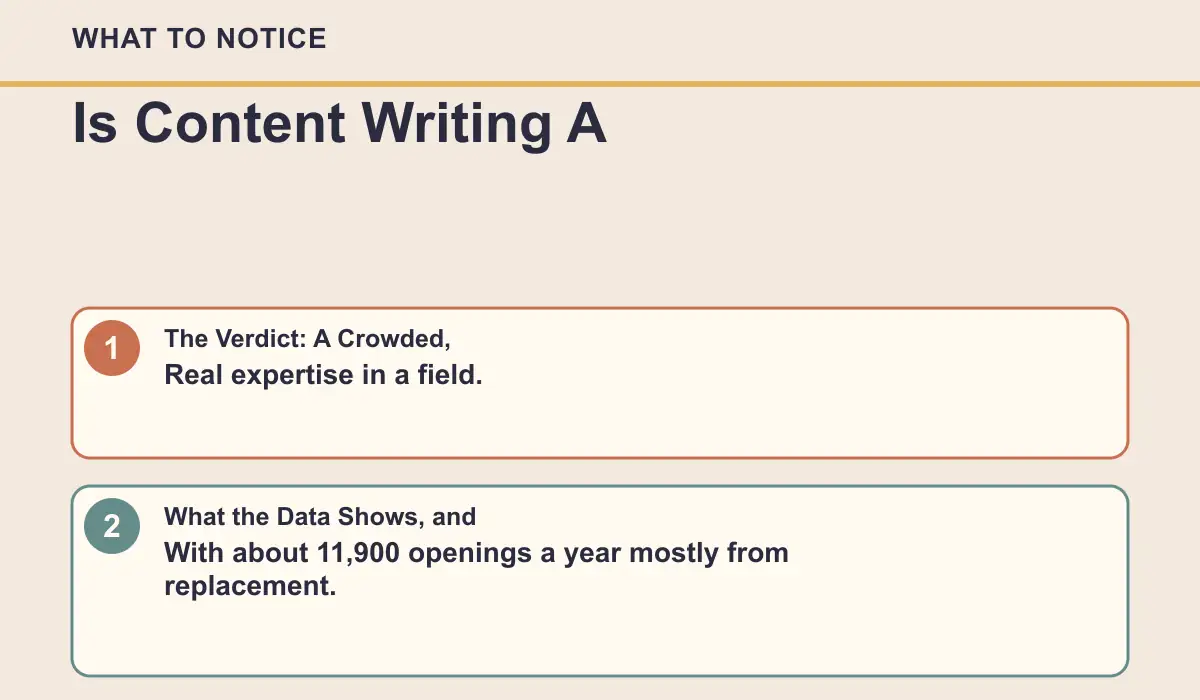 WHAT TO NOTICE
Is Content Writing A
1
The Verdict: A Crowded,
Real expertise in a field.
2
What the Data Shows, and
With about 11,900 openings a year mostly from
replacement.